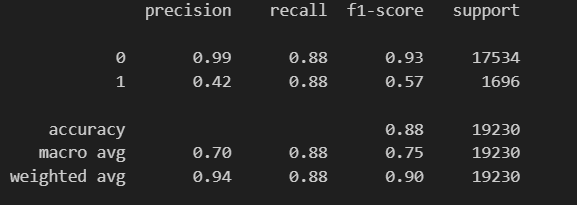 precision recall f1-score support
0 0.99 0.88 0.93 17534
1 0.42 0.88 0.57 1696
accuracy 0.88 19230
macro avg 0.70 0.88 0.75 19230
weighted avg 0.94 0.88 0.90 19230